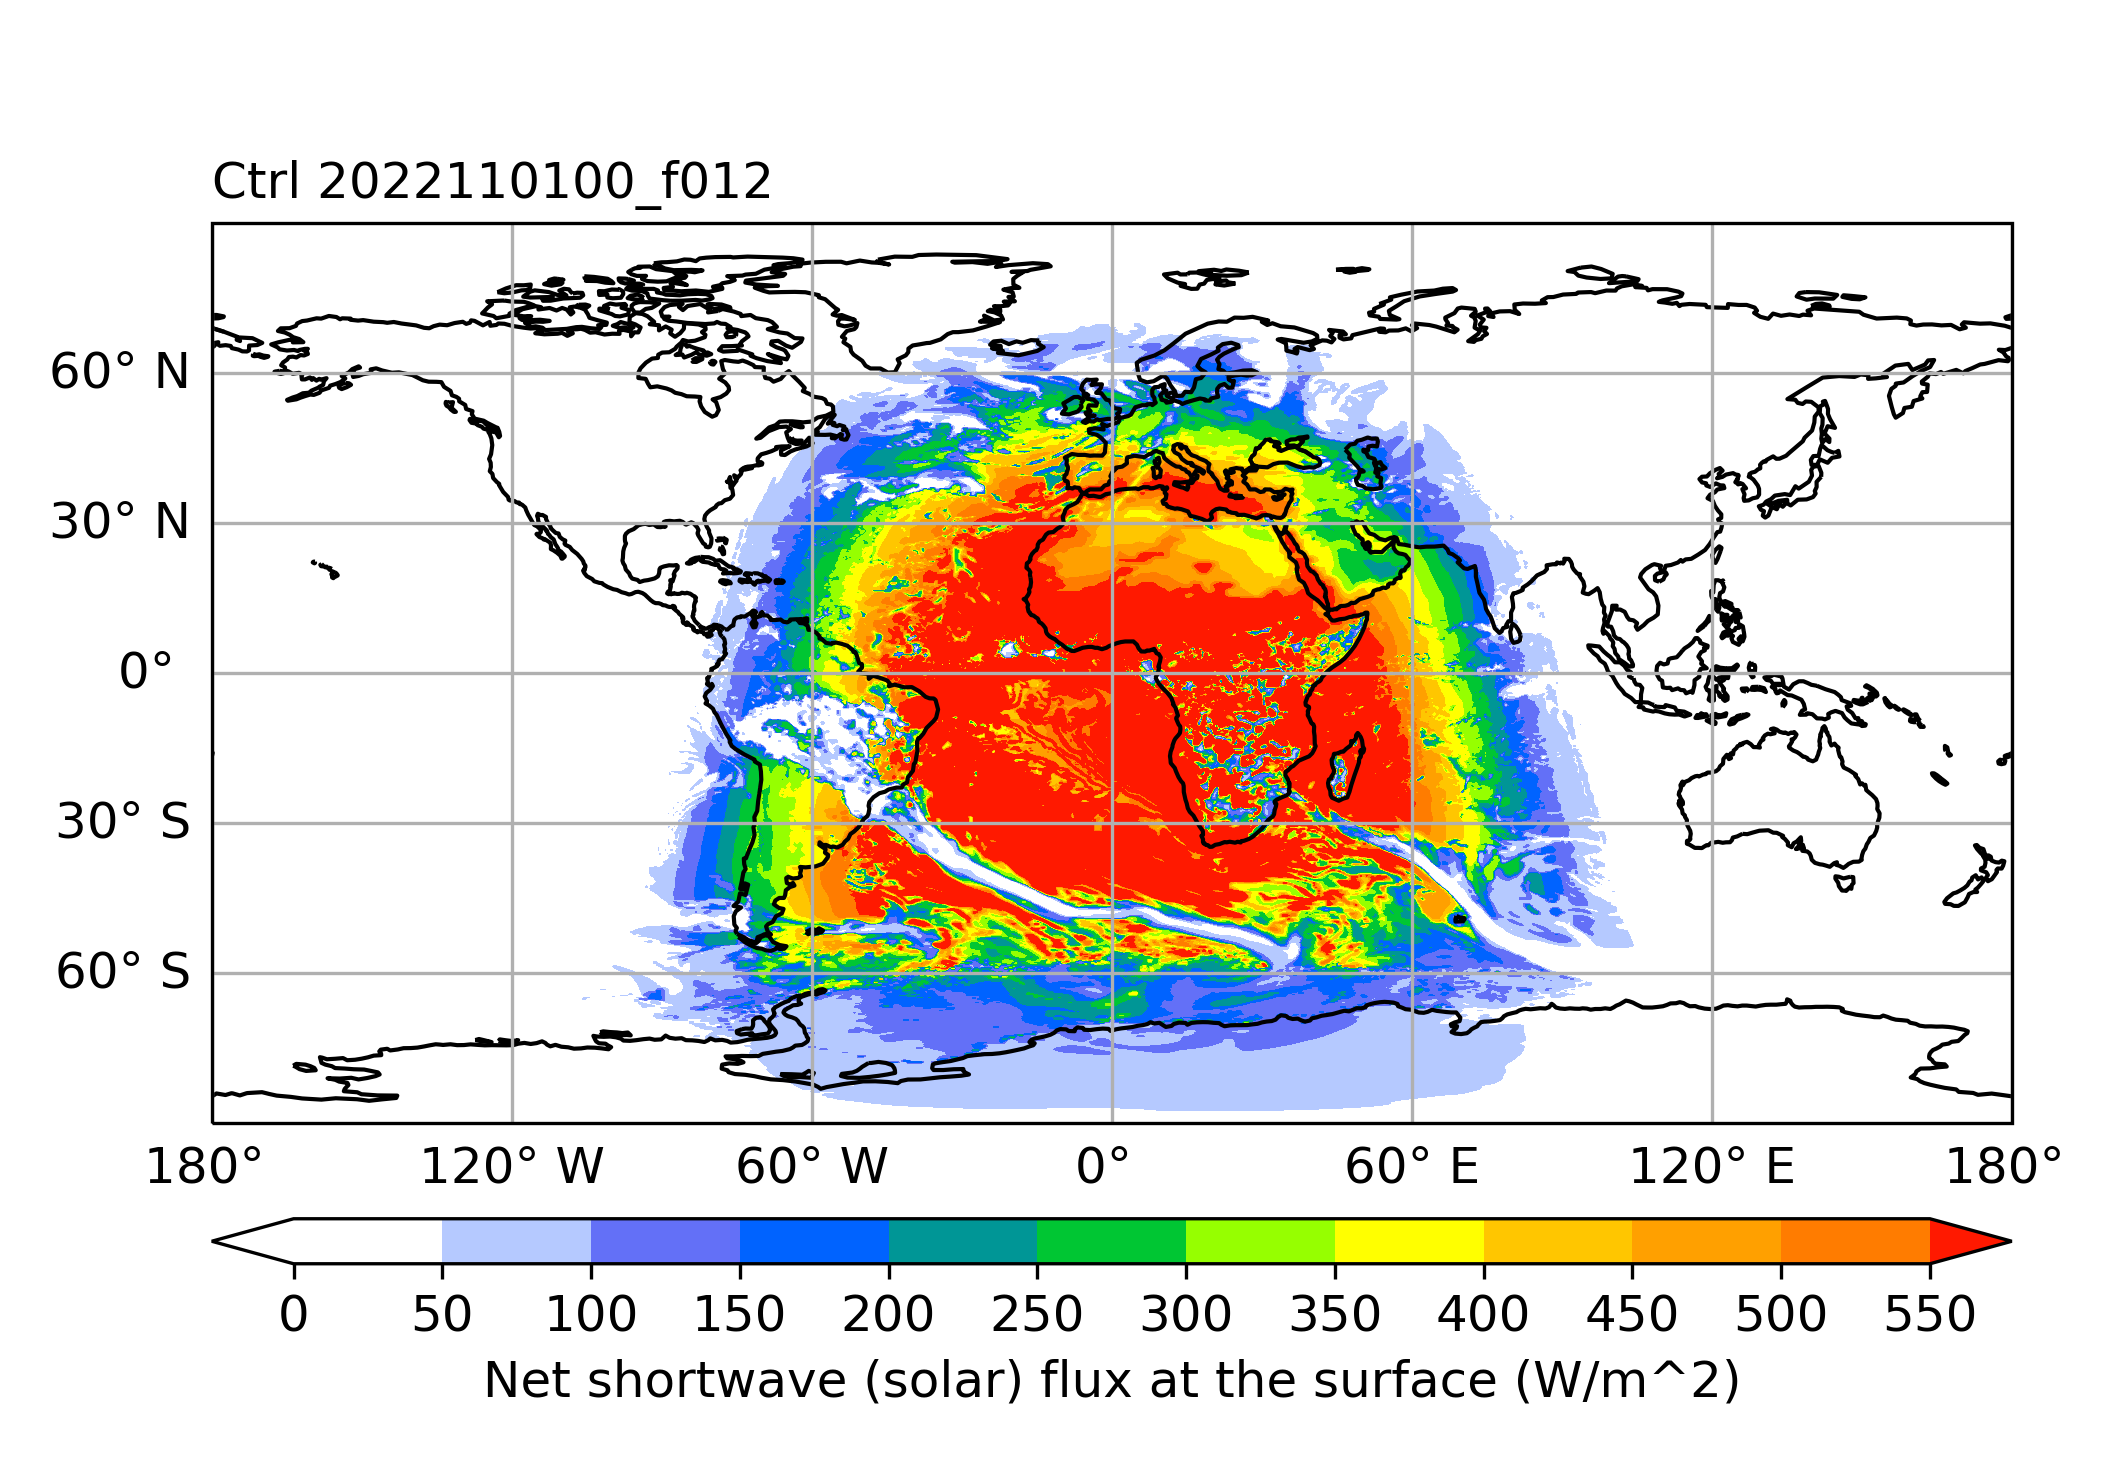 Ctrl 2022110100_f012
60° N
30° N
0°
30° S
60° S
180° 120° W 60° W 0° 60° E 120° E 180°
0 50 100 150 200 250 300 350 400 450 500 550
Net shortwave (solar) flux at the surface (W/m^2)